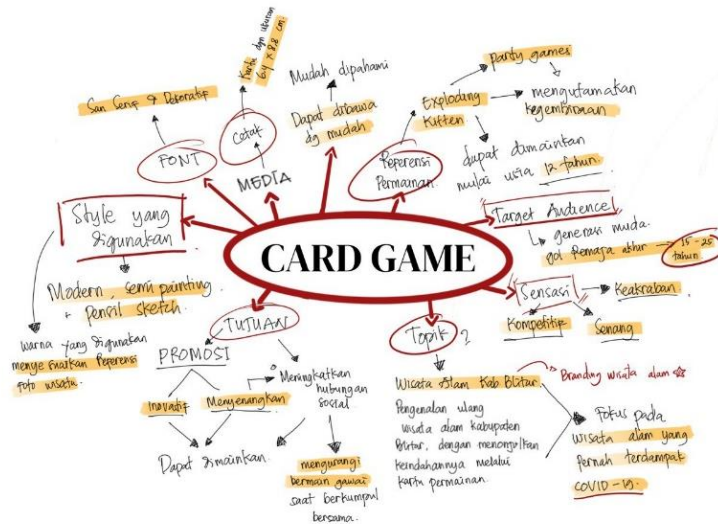 San Serif & Dekoratif
FONT
Kartu dgn ukuran
6.4 x 8.8 cm.
Cetak
MEDIA
Mudah dipahami
Dapat dibawa
dg mudah
Referensi
Permainan.
Exploding
Kitten
party games
mengutamakan
kegembiraan
dapat dimainkan
mulai usia 12 tahun.
Target Audience
generasi muda.
gol Remaja akhir
15-25
tahun
Style yang
digunakan
Modern, semi painting
+ pensil sketch.
warna yang digunakan
menyesuaikan Referensi
foto wisata.
CARD GAME
Sensasi
Keakraban.
Kompetitif
Senang
TUJUAN
PROMOSI
Inovatif
Menyenangkan
Dapat dimainkan.
Meningkatkan
hubungan
sosial
mengurangi
bermain gawai
saat berkumpul
bersama.
Topik ?
Wisata Alam Kab Blitar.
Branding wisata alam
Pengenalan ulang
wisata alam kabupaten
Blitar, dengan menonjolkan
keindahannya melalui
kartu permainan.
Fokus pada
wisata alam yang
pernah terdampak
COVID-19.